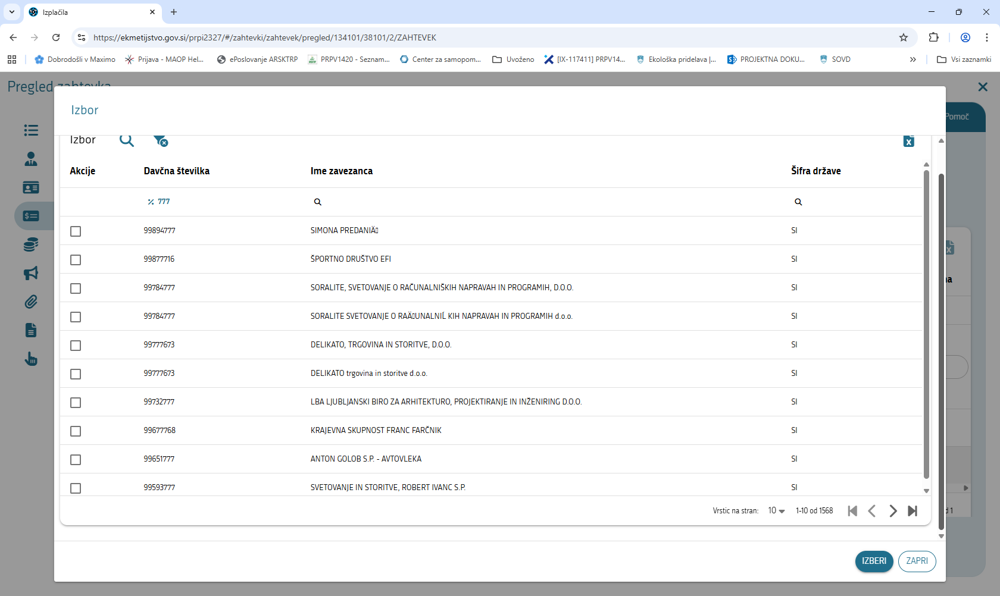 Izplačila
https://ekmetijstvo.gov.si/prpi2327/#/zahtevki/zahtevek/pregled/134101/38101/2/ZAHTEVEK
Dobrodošli v Maximo
Prijava - MAOP Hel...
ePoslovanje ARSKTRP
PRPV1420 - Seznam...
Center za samopom...
Uvoženo
[IX-117411] PRPV14...
Ekološka pridelava |...
PROJEKTNA DOKU...
SOVD
Vsi zaznamki
Pregled zahtevka
Pomoč
Izbor
Izbor
Akcije Davčna številka Ime zavezanca Šifra države
777
99894777 SIMONA PREDANIÄ SI
99877716 ŠPORTNO DRUŠTVO EFI SI
99784777 SORALITE, SVETOVANJE O RAČUNALNIŠKIH NAPRAVAH IN PROGRAMIH, D.O.O. SI
99784777 SORALITE SVETOVANJE O RAÄUNALNIĹ KIH NAPRAVAH IN PROGRAMIH d.o.o. SI
99777673 DELIKATO, TRGOVINA IN STORITVE, D.O.O. SI
99777673 DELIKATO trgovina in storitve d.o.o. SI
99732777 LBA LJUBLJANSKI BIRO ZA ARHITEKTURO, PROJEKTIRANJE IN INŽENIRING D.O.O. SI
99677768 KRAJEVNA SKUPNOST FRANC FARČNIK SI
99651777 ANTON GOLOB S.P. - AVTOVLEKA SI
99593777 SVETOVANJE IN STORITVE, ROBERT IVANC S.P. SI
Vrstic na stran: 10 1-10 od 1568
IZBERI ZAPRI